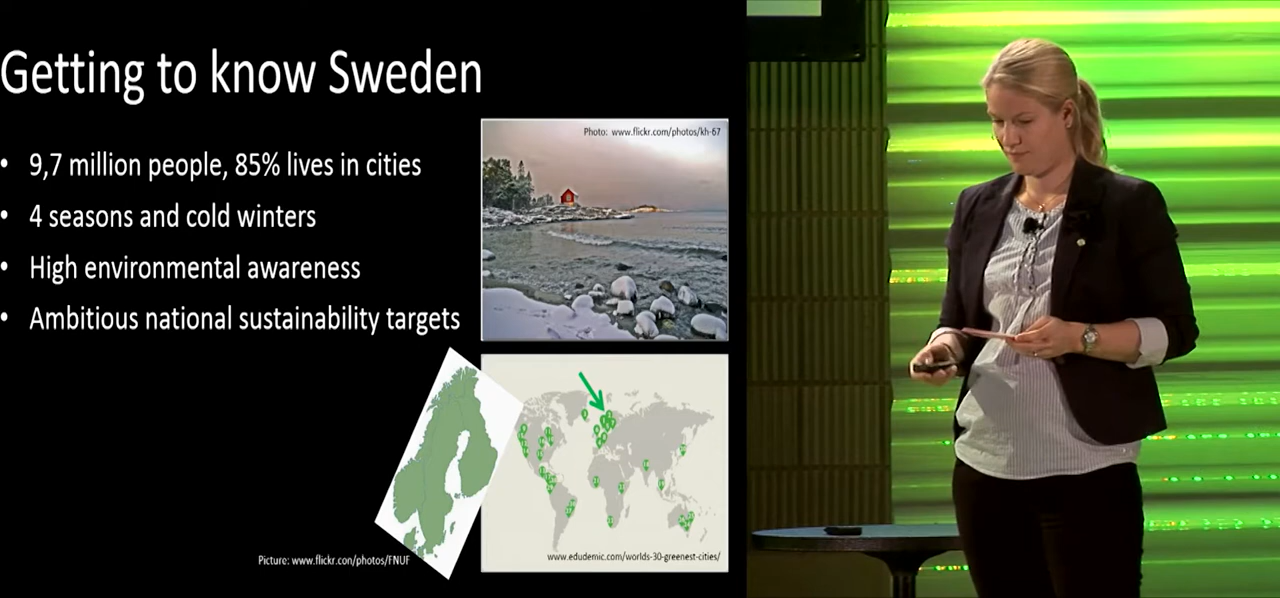 Getting to know Sweden
• 9,7 million people, 85% lives in cities
• 4 seasons and cold winters
• High environmental awareness
• Ambitious national sustainability targets
Photo: www.flickr.com/photos/kh-67
www.edudemic.com/worlds-30-greenest-cities/
Picture: www.flickr.con/photos/FNUF